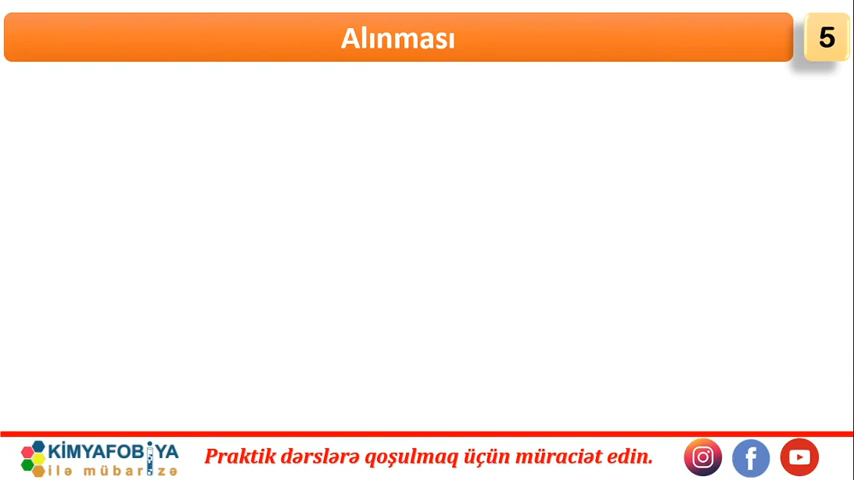 Alınması
5
KİMYAFOBİYA
ilə mübarizə
Praktik dərslərə qoşulmaq üçün müraciət edin.